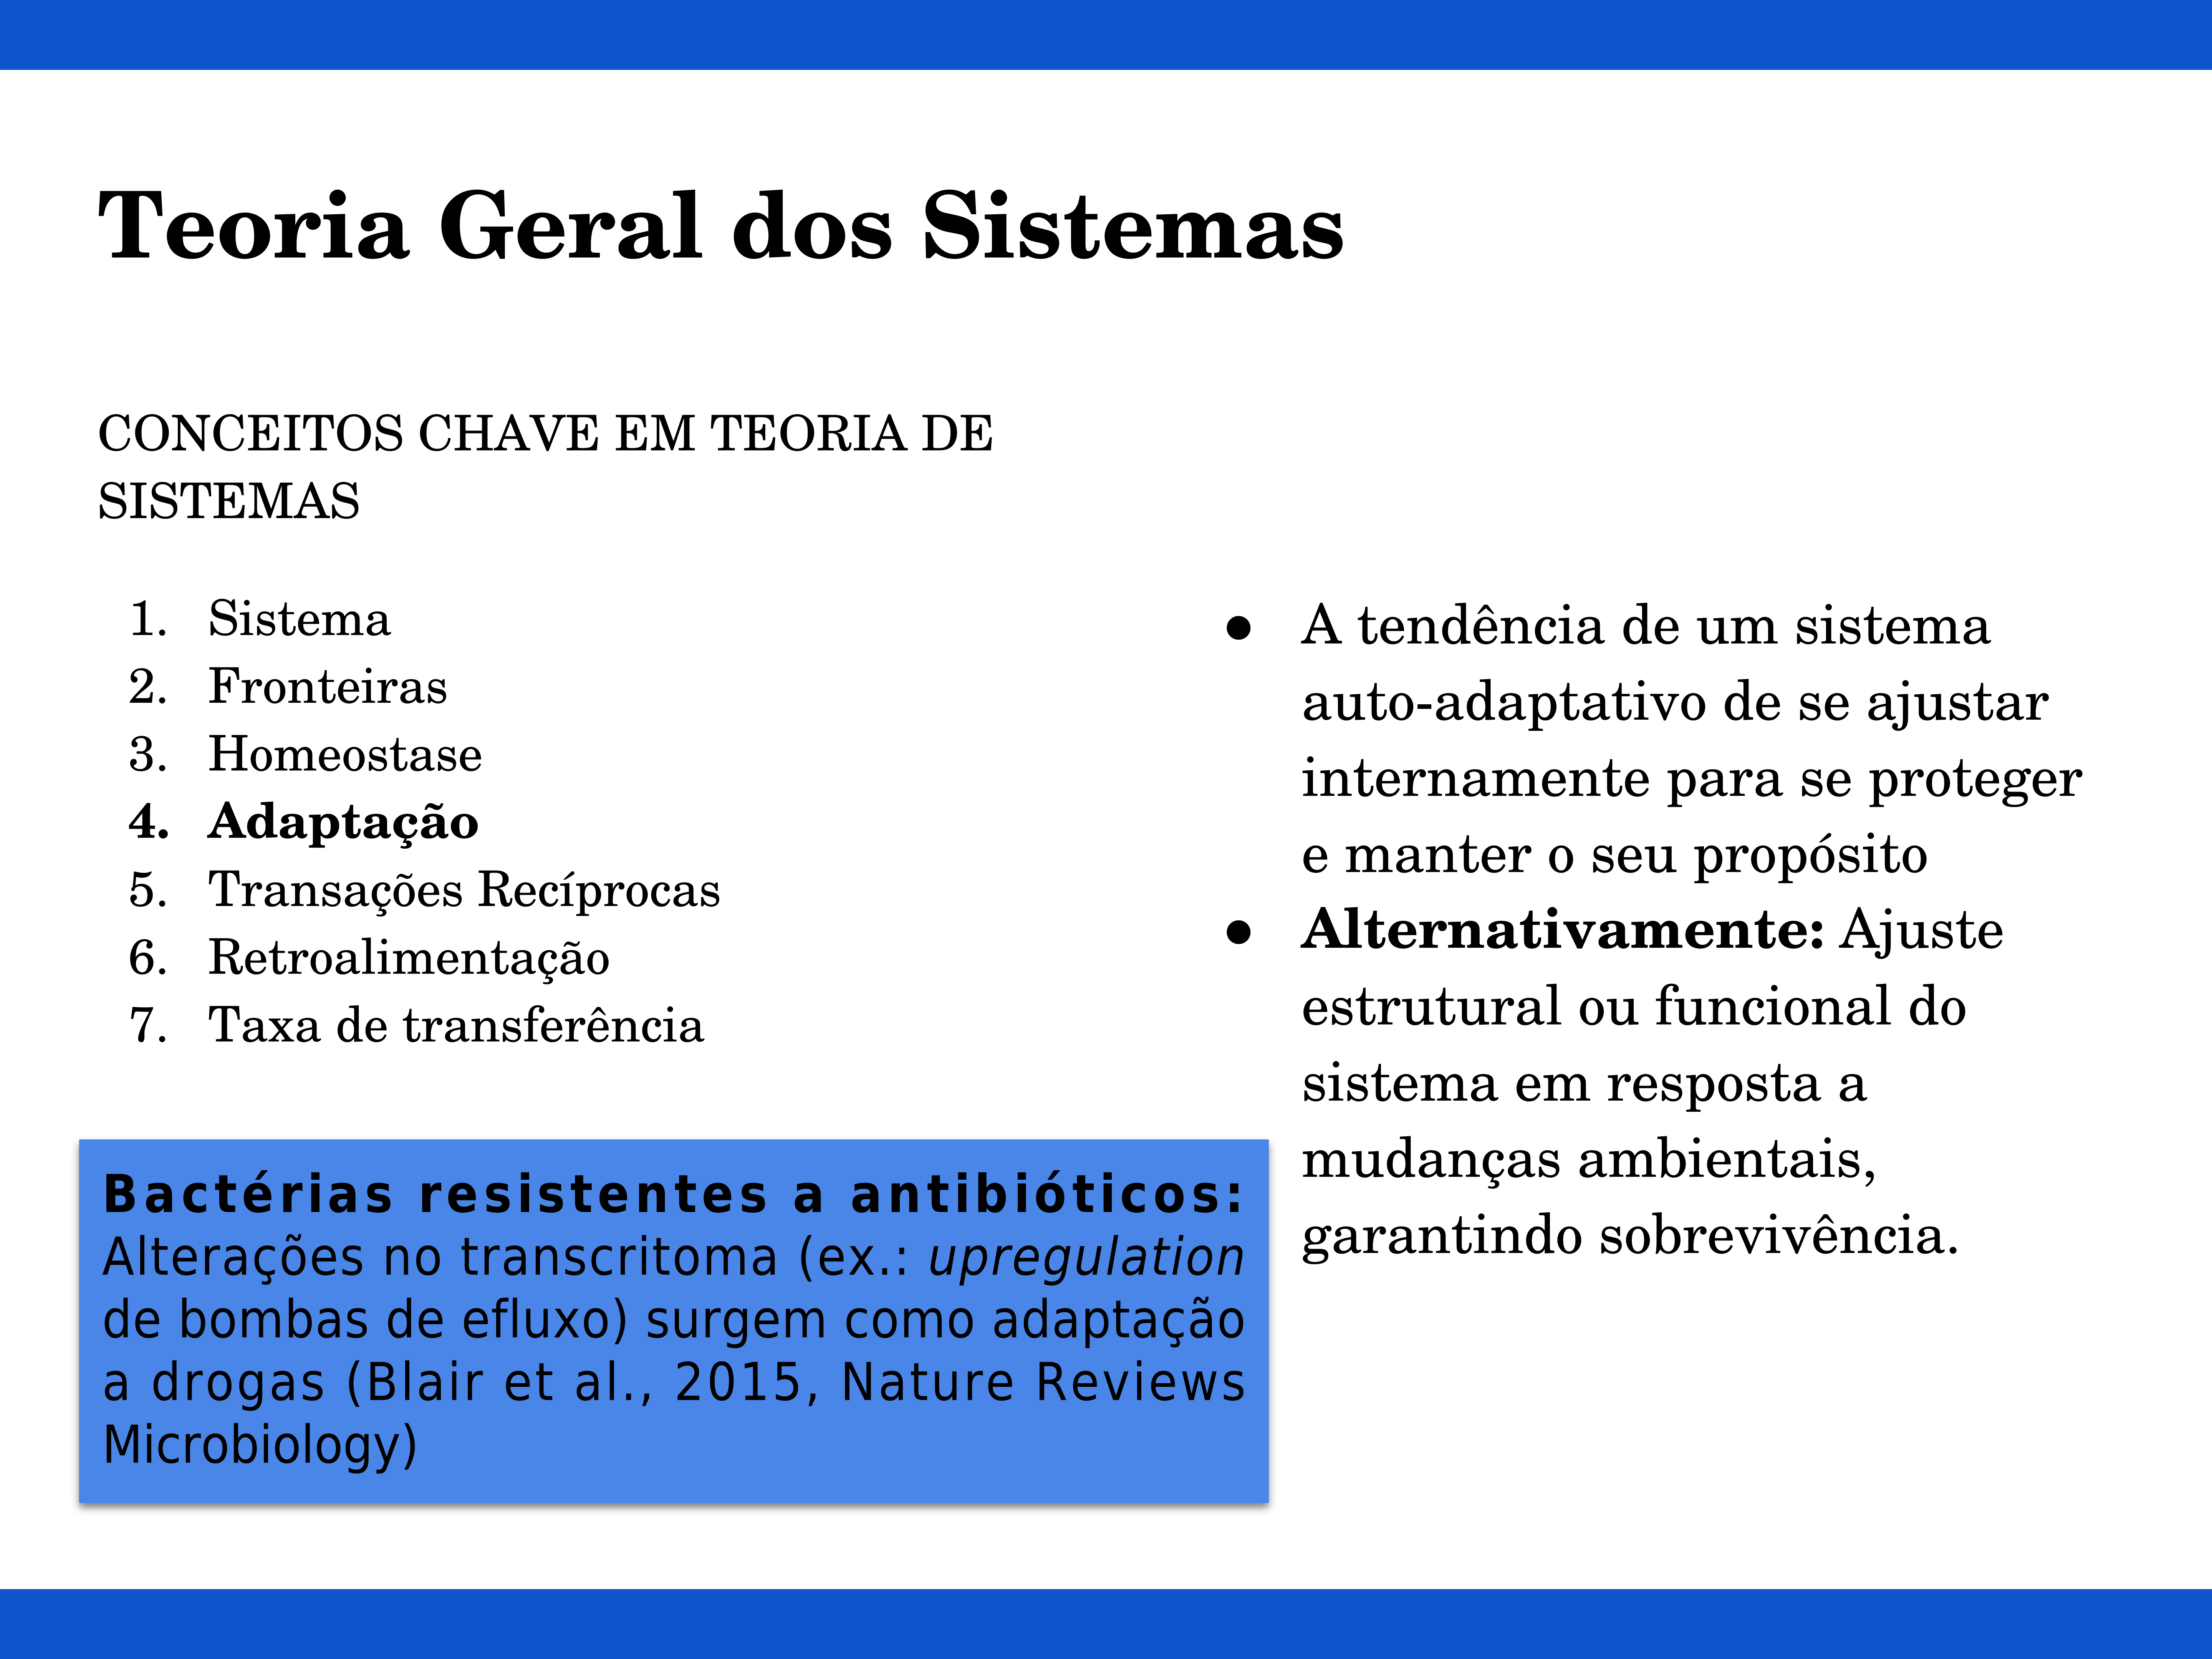 Teoria Geral dos Sistemas
CONCEITOS CHAVE EM TEORIA DE
SISTEMAS
1. Sistema
2. Fronteiras
3. Homeostase
4. Adaptação
5. Transações Recíprocas
6. Retroalimentação
7. Taxa de transferência
Bactérias resistentes a antibióticos:
Alterações no transcritoma (ex.: upregulation
de bombas de efluxo) surgem como adaptação
a drogas (Blair et al., 2015, Nature Reviews
Microbiology)
● A tendência de um sistema
auto-adaptativo de se ajustar
internamente para se proteger
e manter o seu propósito
● Alternativamente: Ajuste
estrutural ou funcional do
sistema em resposta a
mudanças ambientais,
garantindo sobrevivência.